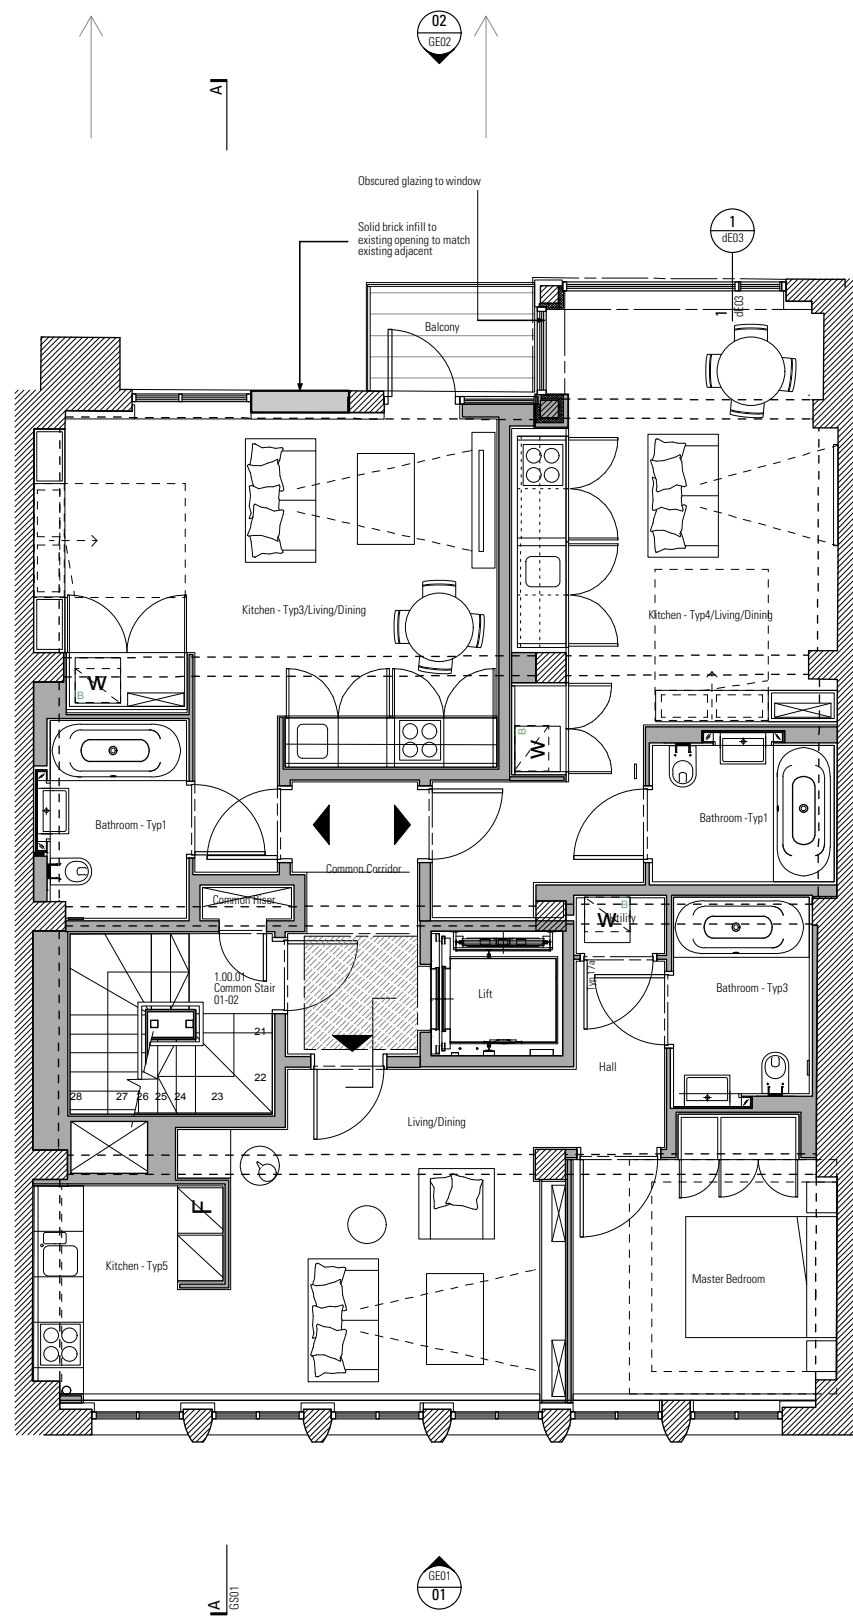 02
GE02
A
Obscured glazing to window
Solid brick infill to
existing opening to match
existing adjacent
1
dE03
1
dE03
Balcony
Kitchen - Typ3/Living/Dining
Kitchen - Typ4/Living/Dining
W
B
B
W
Bathroom - Typ1
Bathroom -Typ1
Common Corridor
Common Riser
B
W
Utility
Typ 17a
1.00.01
Common Stair
01-02
Lift
Bathroom - Typ3
21
22
28
27
26
25
24
23
Hall
Living/Dining
F
Kitchen - Typ5
Master Bedroom
A
GS01
GE01
01